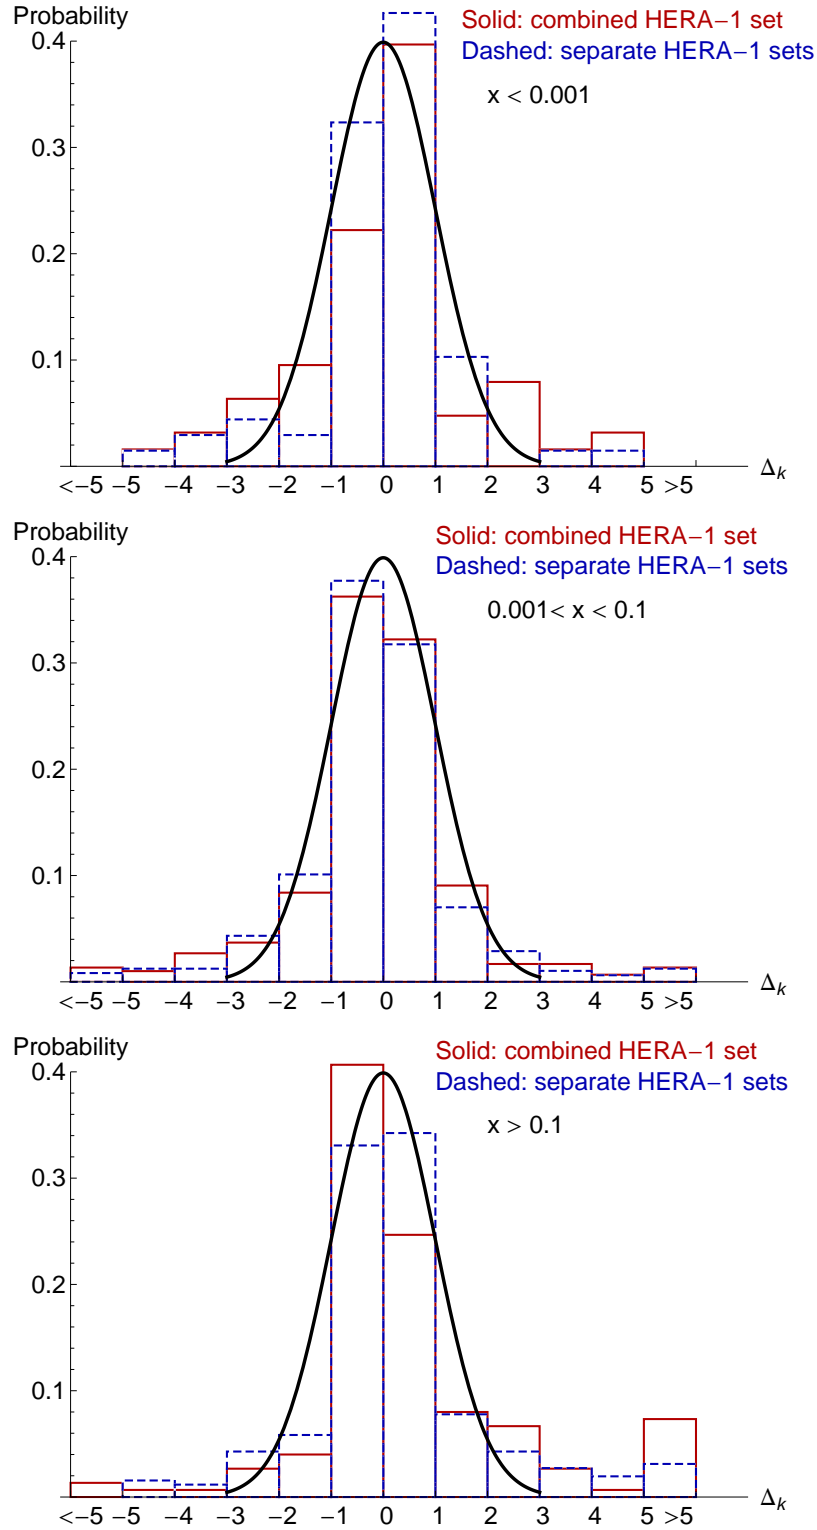 Probability
Solid: combined HERA−1 set
Dashed: separate HERA−1 sets
x < 0.001
0.4
0.3
0.2
0.1
<−5 −5 −4 −3 −2 −1 0 1 2 3 4 5 >5 Δk
Probability
Solid: combined HERA−1 set
Dashed: separate HERA−1 sets
0.001< x < 0.1
0.4
0.3
0.2
0.1
<−5 −5 −4 −3 −2 −1 0 1 2 3 4 5 >5 Δk
Probability
Solid: combined HERA−1 set
Dashed: separate HERA−1 sets
x > 0.1
0.4
0.3
0.2
0.1
<−5 −5 −4 −3 −2 −1 0 1 2 3 4 5 >5 Δk